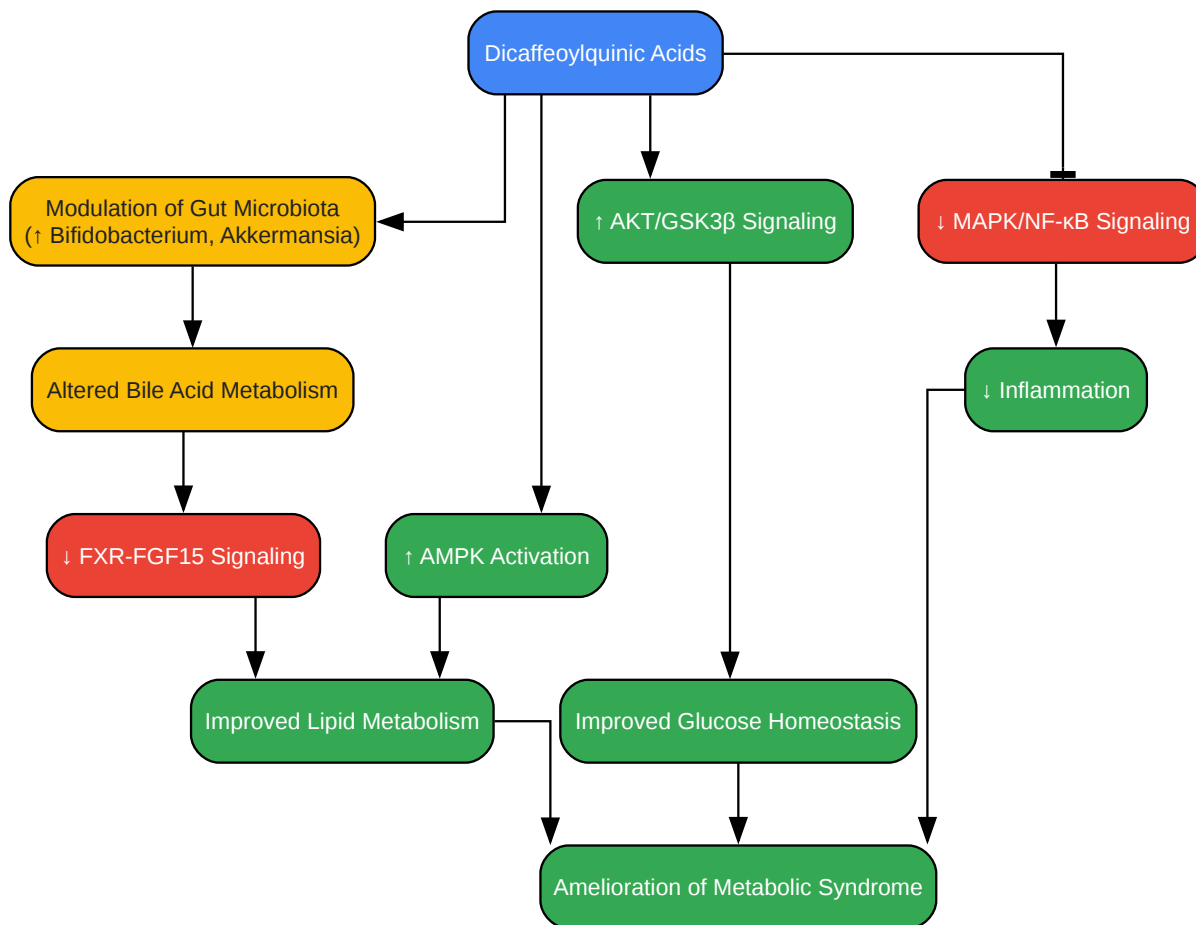 Dicaffeoylquinic Acids
Modulation of Gut Microbiota
(↑ Bifidobacterium, Akkermansia)
↑ AKT/GSK3β Signaling
↓ MAPK/NF-κB Signaling
Altered Bile Acid Metabolism
↓ Inflammation
↓ FXR-FGF15 Signaling
↑ AMPK Activation
Improved Lipid Metabolism
Improved Glucose Homeostasis
Amelioration of Metabolic Syndrome